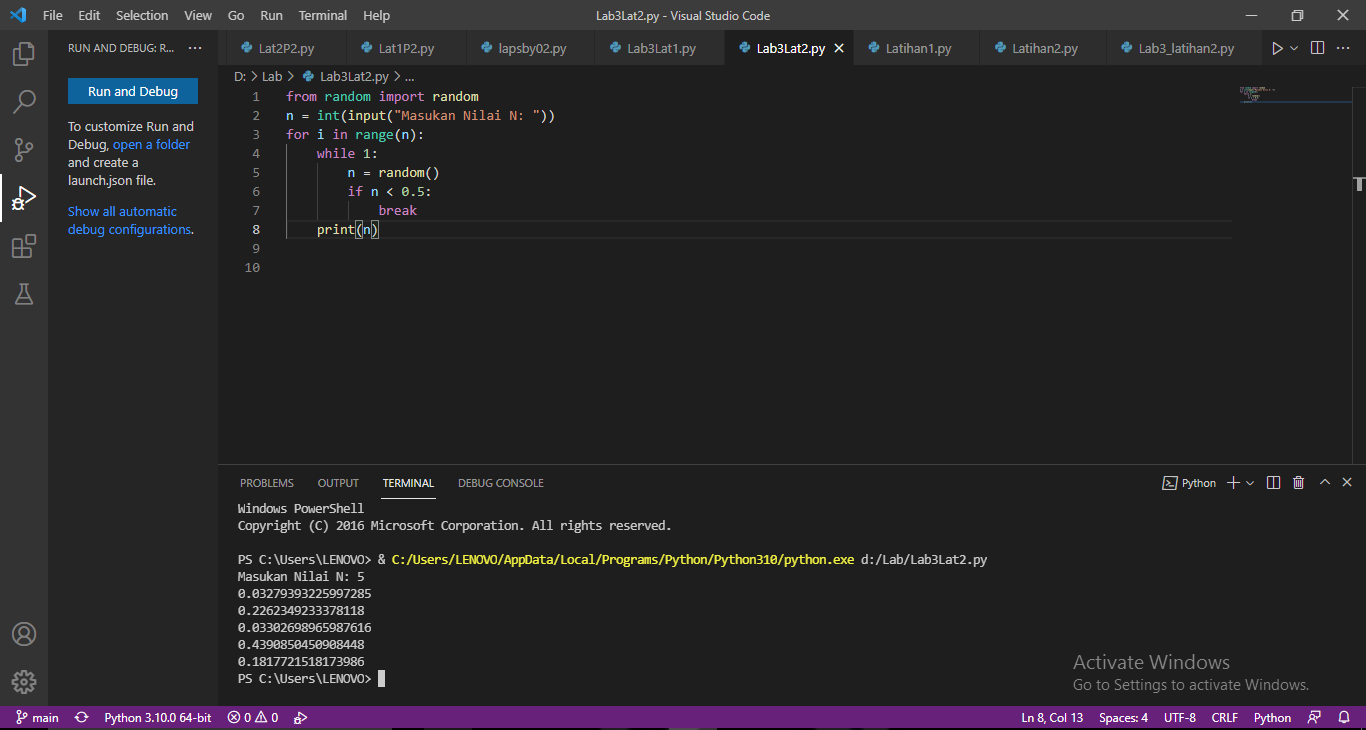 File Edit Selection View Go Run Terminal Help
Lab3Lat2.py - Visual Studio Code
RUN AND DEBUG: R... ...
Lat2P2.py Lat1P2.py lapsby02.py Lab3Lat1.py Lab3Lat2.py Latihan1.py Latihan2.py Lab3_latihan2.py
Run and Debug
To customize Run and
Debug, open a folder
and create a
launch.json file.
Show all automatic
debug configurations.
D: > Lab > Lab3Lat2.py > ...
1 from random import random
2 n = int(input("Masukan Nilai N: "))
3 for i in range(n):
4 while 1:
5 n = random()
6 if n < 0.5:
7 break
8 print(n)
9
10
PROBLEMS OUTPUT TERMINAL DEBUG CONSOLE
Python
Windows PowerShell
Copyright (C) 2016 Microsoft Corporation. All rights reserved.
PS C:\Users\LENOVO> & C:/Users/LENOVO/AppData/Local/Programs/Python/Python310/python.exe d:/Lab/Lab3Lat2.py
Masukan Nilai N: 5
0.03279393225997285
0.2262349233378118
0.03302698965987616
0.4390850450908448
0.1817721518173986
PS C:\Users\LENOVO>
Activate Windows
Go to Settings to activate Windows.
main Python 3.10.0 64-bit 0 0 Ln 8, Col 13 Spaces: 4 UTF-8 CRLF Python